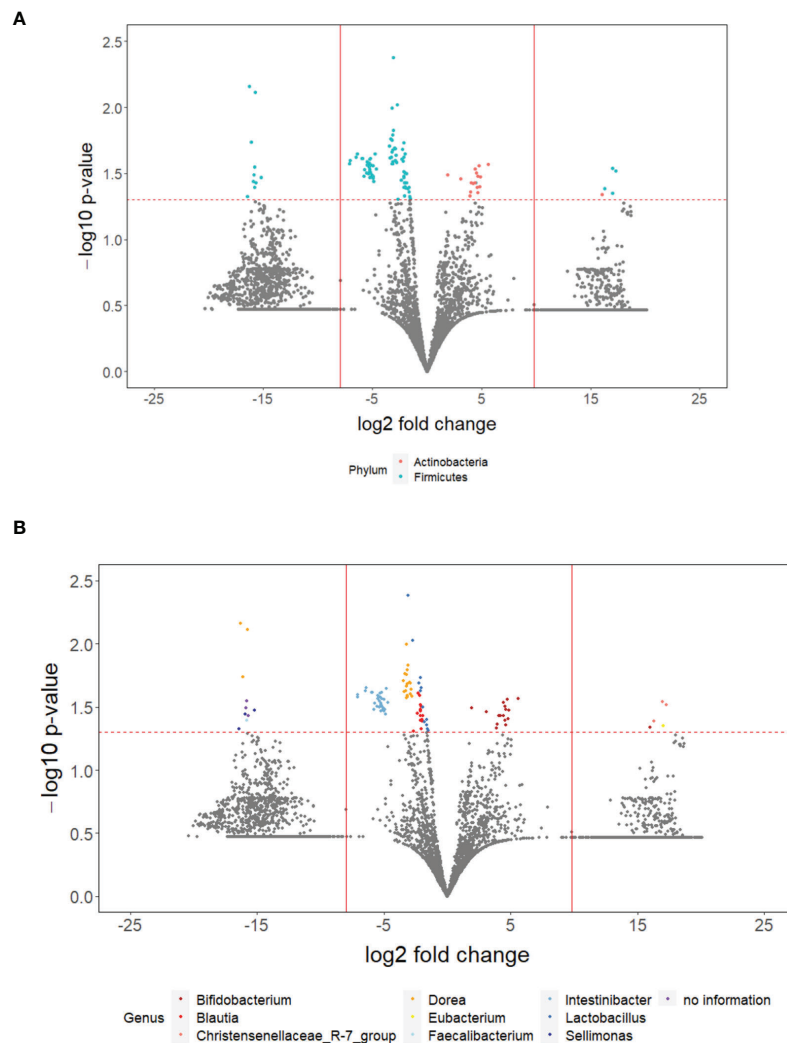 A
2.5
2.0
1.5
1.0
0.5
0.0
−log10 p-value
-25
-15
-5
5
15
25
log2 fold change
Phylum
Actinobacteria
Firmicutes
B
2.5
2.0
1.5
1.0
0.5
0.0
−log10 p-value
-25
-15
-5
5
15
25
log2 fold change
Genus
Bifidobacterium
Blautia
Christensenellaceae_R-7_group
Dorea
Eubacterium
Faecalibacterium
Intestinibacter
Lactobacillus
Sellimonas
no information